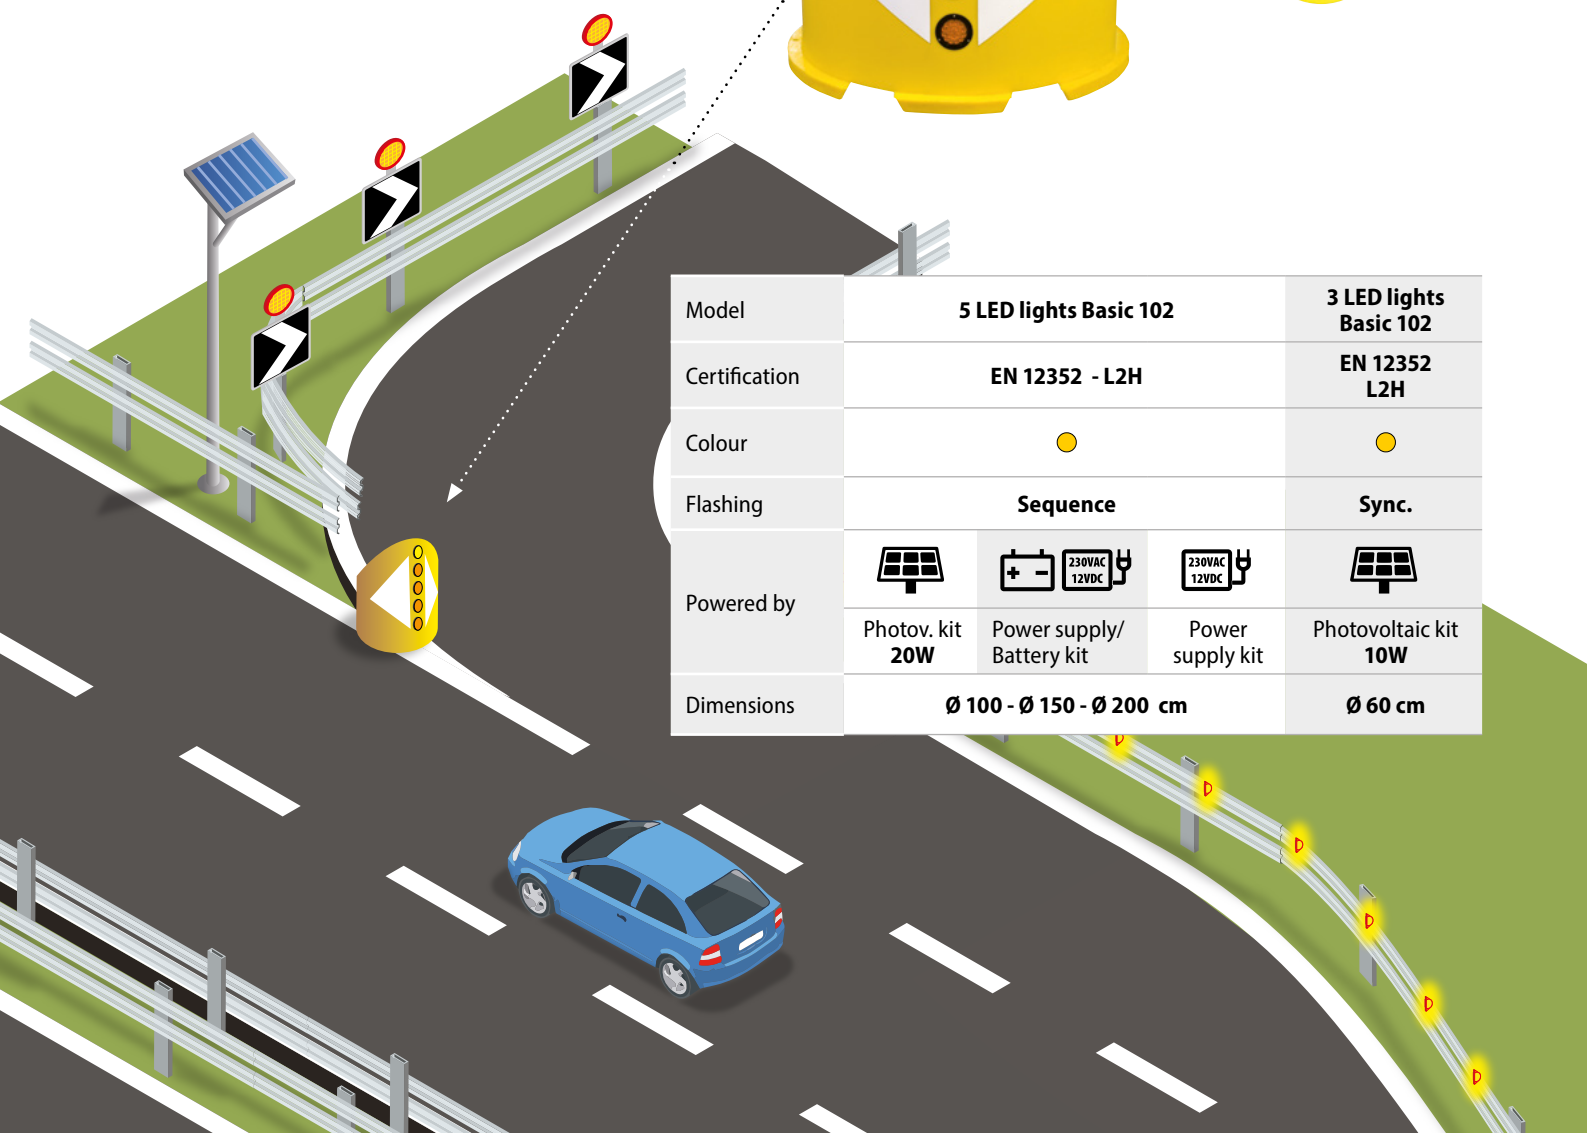 Model
5 LED lights Basic 102
3 LED lights
Basic 102
Certification
EN 12352 - L2H
EN 12352
L2H
Colour
Flashing
Sequence
Sync.
Powered by
230VAC
12VDC
230VAC
12VDC
Photov. kit
20W
Power supply/
Battery kit
Power
supply kit
Photovoltaic kit
10W
Dimensions
Ø 100 - Ø 150 - Ø 200 cm
Ø 60 cm